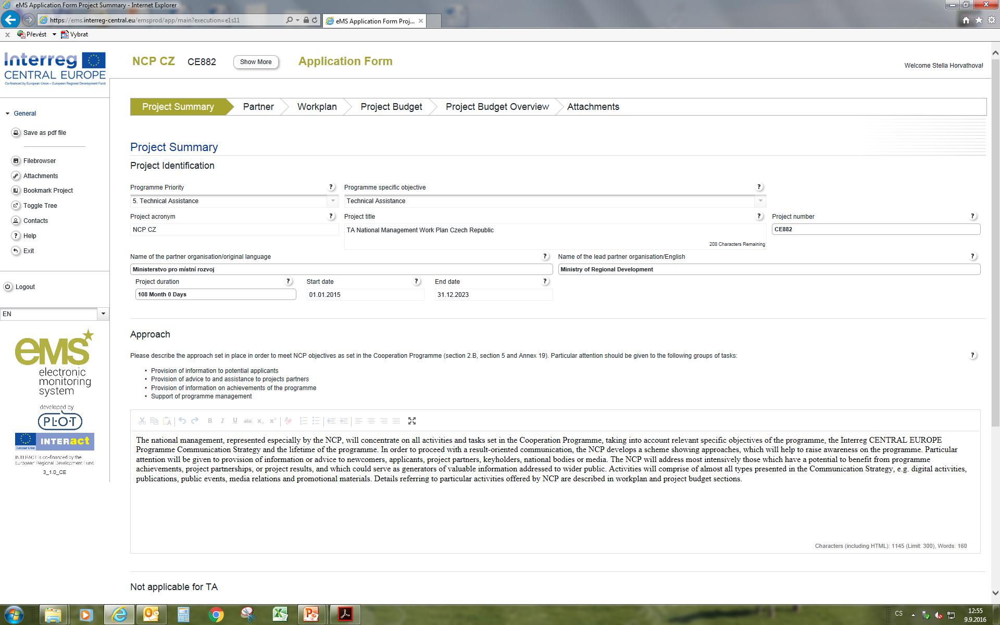 eMS Application Form Project Summary - Internet Explorer
https://ems.interreg-central.eu/emsprod/app/main?execution=e1s11
eMS Application Form Proj...
x Převést Vybrat
Interreg
CENTRAL EUROPE
Co-financed by European Union – European Regional Development Fund
NCP CZ CE882 Show More Application Form
Welcome Stella Horvathova!
General
Save as pdf file
Filebrowser
Attachments
Bookmark Project
Toggle Tree
Contacts
Help
Exit
Logout
EN
eMS
electronic
monitoring
system
developed by
PLOT
European Union
INTERact
INTERACT is co-financed by the
European Regional Development Fund
3_1.0_CE
Project Summary Partner Workplan Project Budget Project Budget Overview Attachments
Project Summary
Project Identification
Programme Priority ? Programme specific objective ?
5. Technical Assistance Technical Assistance
Project acronym ? Project title ? Project number ?
NCP CZ TA National Management Work Plan Czech Republic CE882
208 Characters Remaining
Name of the partner organisation/original language ? Name of the lead partner organisation/English ?
Ministerstvo pro místní rozvoj Ministry of Regional Development
Project duration ? Start date ? End date ?
108 Month 0 Days 01.01.2015 31.12.2023
Approach
Please describe the approach set in place in order to meet NCP objectives as set in the Cooperation Programme (section 2.B, section 5 and Annex 19). Particular attention should be given to the following groups of tasks: ?
• Provision of information to potential applicants
• Provision of advice to and assistance to projects partners
• Provision of information on achievements of the programme
• Support of programme management
B I U abc x₂ x²
The national management, represented especially by the NCP, will concentrate on all activities and tasks set in the Cooperation Programme, taking into account relevant specific objectives of the programme, the Interreg CENTRAL EUROPE
Programme Communication Strategy and the lifetime of the programme. In order to proceed with a result-oriented communication, the NCP develops a scheme showing approaches, which will help to raise awareness on the programme. Particular
attention will be given to provision of information or advice to newcomers, applicants, project partners, keyholders, national bodies or media. The NCP will address most intensively those which have a potential to benefit from programme
achievements, project partnerships, or project results, and which could serve as generators of valuable information addressed to wider public. Activities will comprise of almost all types presented in the Communication Strategy, e.g. digital activities,
publications, public events, media relations and promotional materials. Details referring to particular activities offered by NCP are described in workplan and project budget sections.
Characters (including HTML): 1145 (Limit: 300), Words: 160
Not applicable for TA
CS
12:55
9.9.2016